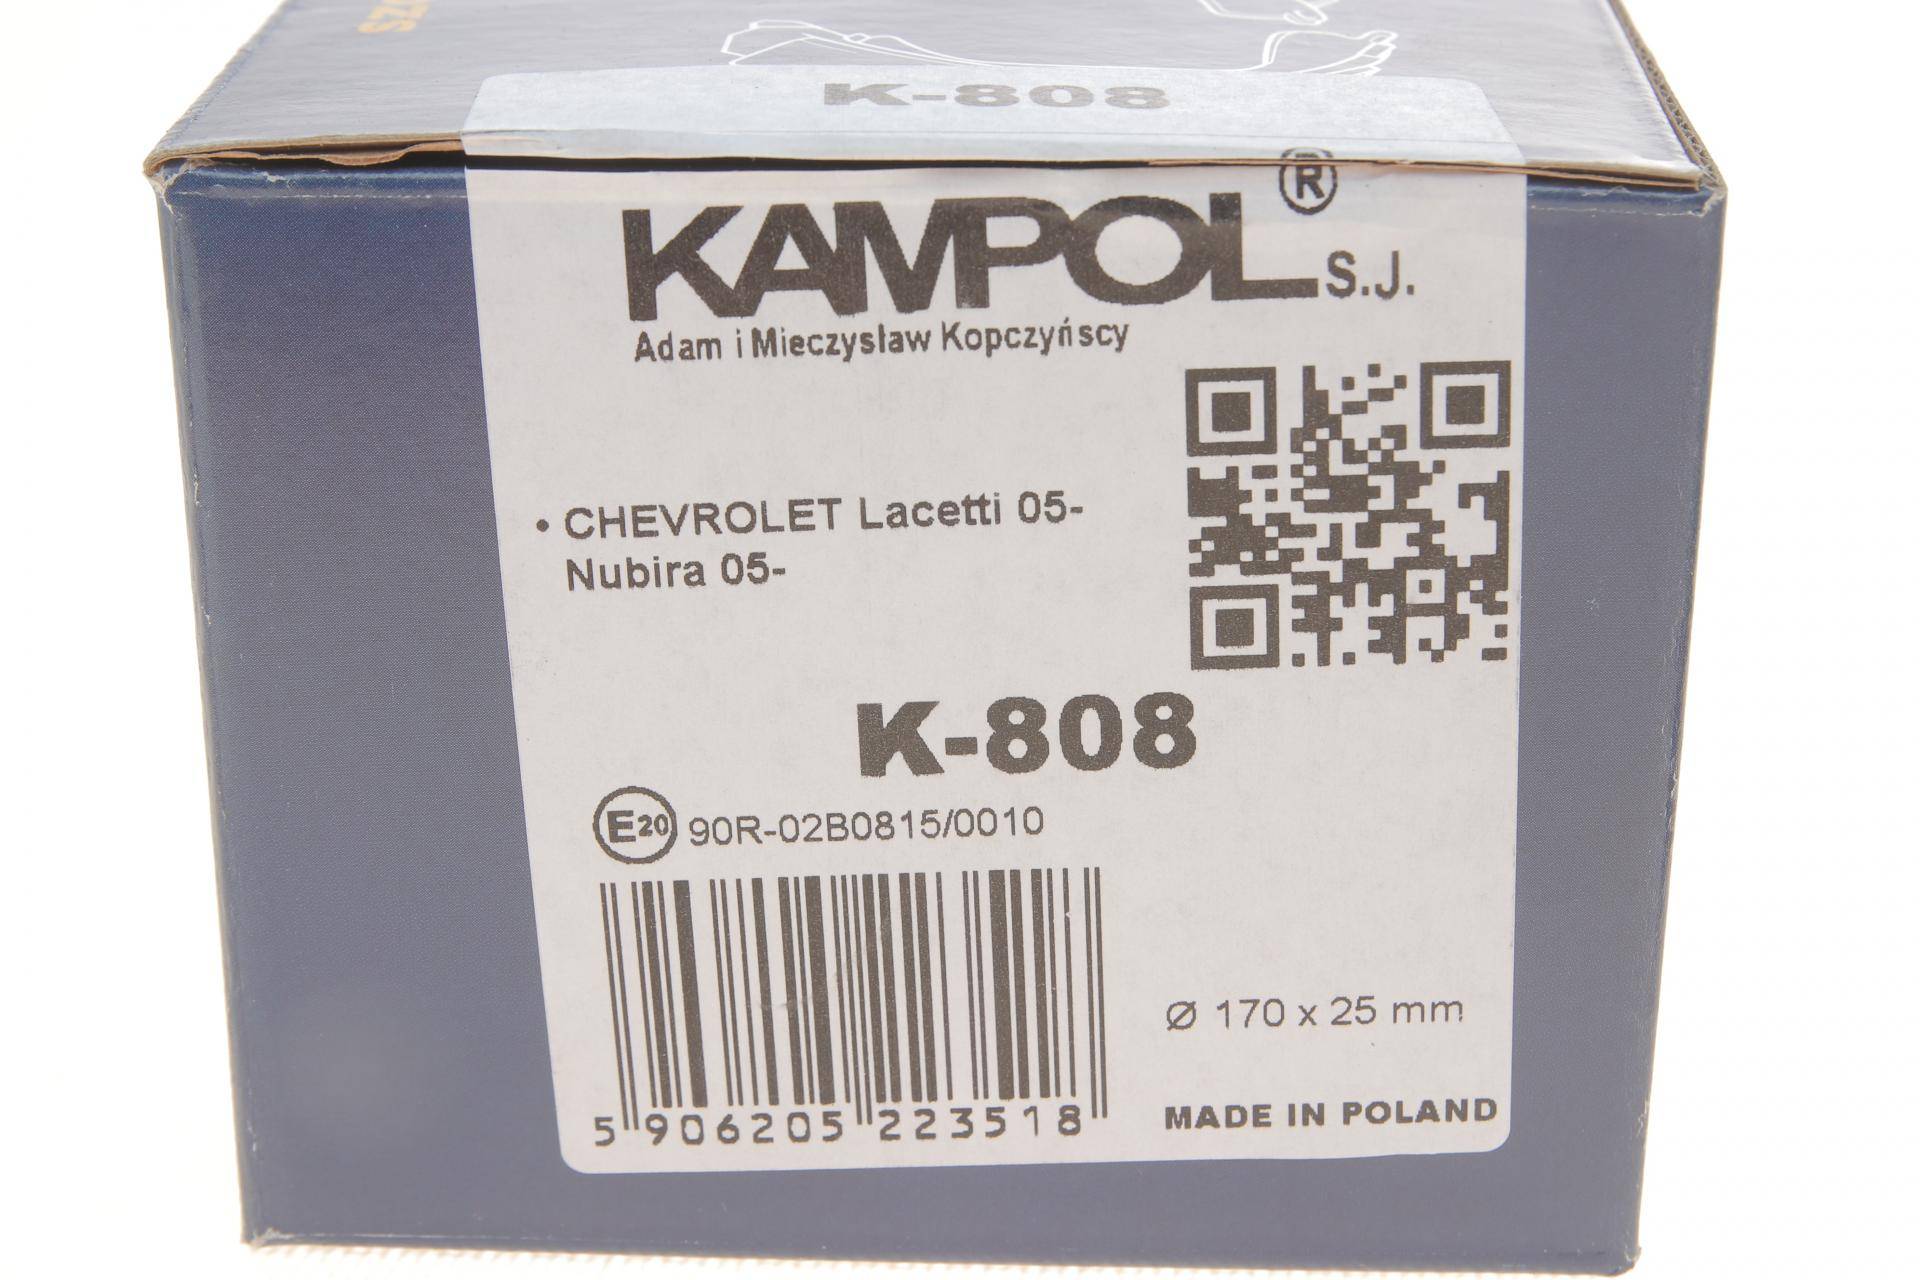 K-808
KAMPOL® S.J.
Adam i Mieczysław Kopczyńscy
• CHEVROLET Lacetti 05-
Nubira 05-
K-808
E20 90R-02B0815/0010
5 906205 223518
Ø 170 x 25 mm
MADE IN POLAND